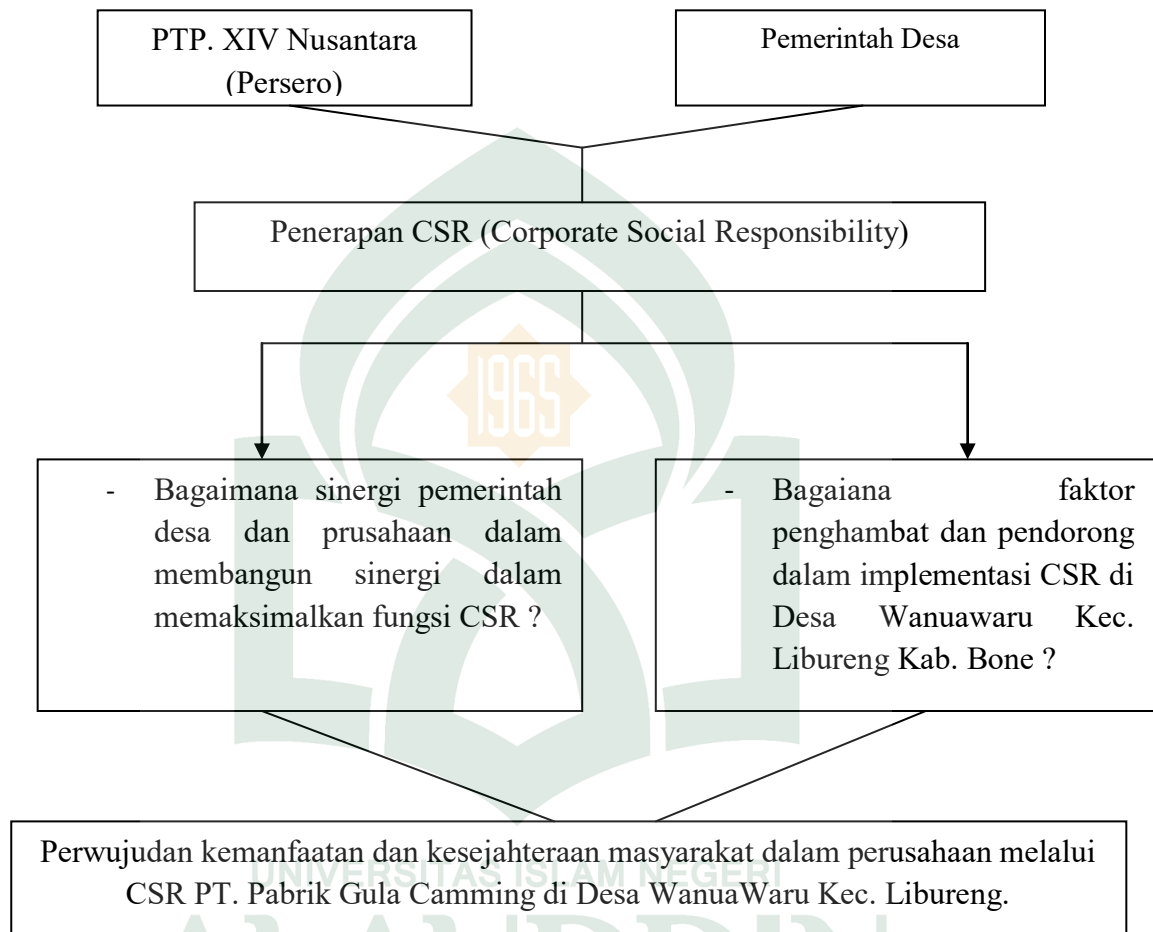 PTP. XIV Nusantara
(Persero)
Pemerintah Desa
Penerapan CSR (Corporate Social Responsibility)
1965
- Bagaimana sinergi pemerintah
desa dan prusahaan dalam
membangun sinergi dalam
memaksimalkan fungsi CSR ?
- Bagaiana faktor
penghambat dan pendorong
dalam implementasi CSR di
Desa Wanuawaru Kec.
Libureng Kab. Bone ?
Perwujudan kemanfaatan dan kesejahteraan masyarakat dalam perusahaan melalui
CSR PT. Pabrik Gula Camming di Desa WanuaWaru Kec. Libureng.
UNIVERSITAS ISLAM NEGERI
ALAUDDIN